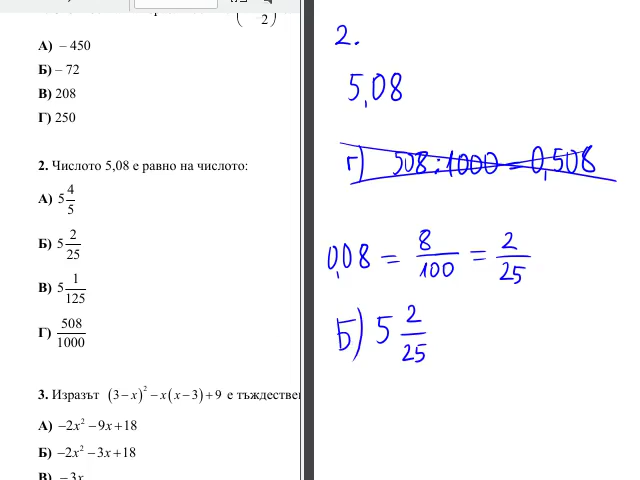 2
А) – 450
Б) – 72
В) 208
Г) 250
2. Числото 5,08 е равно на числото:
А) 5 4/5
Б) 5 2/25
В) 5 1/125
Г) 508/1000
3. Изразът (3−x)² − x(x−3)+9 е
А) −2x² −9x+18
Б) −2x² −3x+18
В) −3x
2.
5,08
г) 508:1000 = 0,508
0,08 = 8/100 = 2/25
Б) 5 2/25